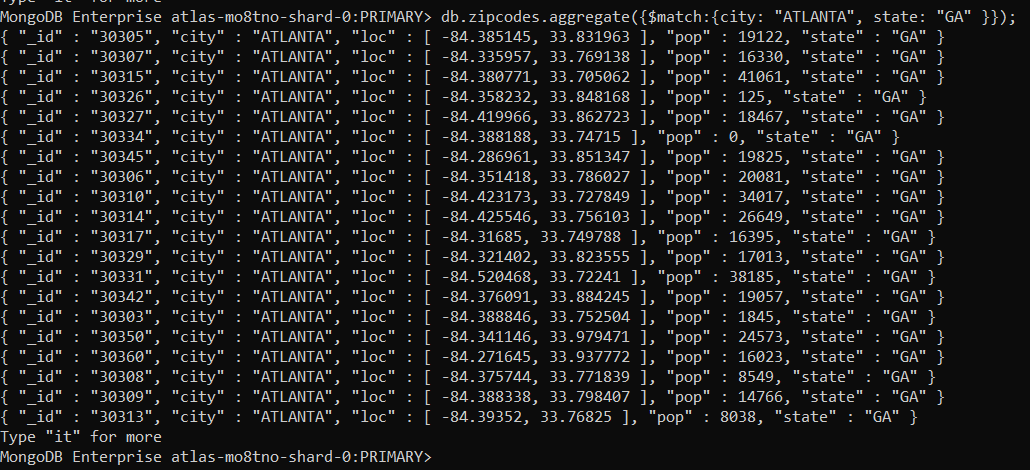 Type "it" for more
MongoDB Enterprise atlas-mo8tno-shard-0:PRIMARY> db.zipcodes.aggregate({$match:{city: "ATLANTA", state: "GA" }});
{ "_id" : "30305", "city" : "ATLANTA", "loc" : [ -84.385145, 33.831963 ], "pop" : 19122, "state" : "GA" }
{ "_id" : "30307", "city" : "ATLANTA", "loc" : [ -84.335957, 33.769138 ], "pop" : 16330, "state" : "GA" }
{ "_id" : "30315", "city" : "ATLANTA", "loc" : [ -84.380771, 33.705062 ], "pop" : 41061, "state" : "GA" }
{ "_id" : "30326", "city" : "ATLANTA", "loc" : [ -84.358232, 33.848168 ], "pop" : 125, "state" : "GA" }
{ "_id" : "30327", "city" : "ATLANTA", "loc" : [ -84.419966, 33.862723 ], "pop" : 18467, "state" : "GA" }
{ "_id" : "30334", "city" : "ATLANTA", "loc" : [ -84.388188, 33.74715 ], "pop" : 0, "state" : "GA" }
{ "_id" : "30345", "city" : "ATLANTA", "loc" : [ -84.286961, 33.851347 ], "pop" : 19825, "state" : "GA" }
{ "_id" : "30306", "city" : "ATLANTA", "loc" : [ -84.351418, 33.786027 ], "pop" : 20081, "state" : "GA" }
{ "_id" : "30310", "city" : "ATLANTA", "loc" : [ -84.423173, 33.727849 ], "pop" : 34017, "state" : "GA" }
{ "_id" : "30314", "city" : "ATLANTA", "loc" : [ -84.425546, 33.756103 ], "pop" : 26649, "state" : "GA" }
{ "_id" : "30317", "city" : "ATLANTA", "loc" : [ -84.31685, 33.749788 ], "pop" : 16395, "state" : "GA" }
{ "_id" : "30329", "city" : "ATLANTA", "loc" : [ -84.321402, 33.823555 ], "pop" : 17013, "state" : "GA" }
{ "_id" : "30331", "city" : "ATLANTA", "loc" : [ -84.520468, 33.72241 ], "pop" : 38185, "state" : "GA" }
{ "_id" : "30342", "city" : "ATLANTA", "loc" : [ -84.376091, 33.884245 ], "pop" : 19057, "state" : "GA" }
{ "_id" : "30303", "city" : "ATLANTA", "loc" : [ -84.388846, 33.752504 ], "pop" : 1845, "state" : "GA" }
{ "_id" : "30350", "city" : "ATLANTA", "loc" : [ -84.341146, 33.979471 ], "pop" : 24573, "state" : "GA" }
{ "_id" : "30360", "city" : "ATLANTA", "loc" : [ -84.271645, 33.937772 ], "pop" : 16023, "state" : "GA" }
{ "_id" : "30308", "city" : "ATLANTA", "loc" : [ -84.375744, 33.771839 ], "pop" : 8549, "state" : "GA" }
{ "_id" : "30309", "city" : "ATLANTA", "loc" : [ -84.388338, 33.798407 ], "pop" : 14766, "state" : "GA" }
{ "_id" : "30313", "city" : "ATLANTA", "loc" : [ -84.39352, 33.76825 ], "pop" : 8038, "state" : "GA" }
Type "it" for more
MongoDB Enterprise atlas-mo8tno-shard-0:PRIMARY>